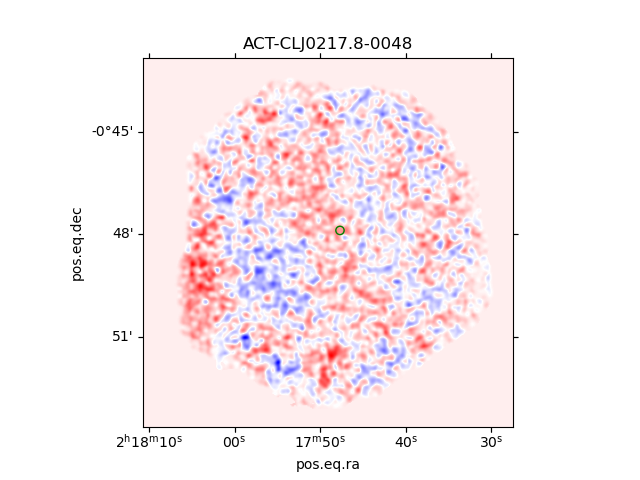 ACT-CLJ0217.8-0048
pos.eq.dec
-0°45'
48'
51'
2ʰ18ᵐ10ˢ 00ˢ 17ᵐ50ˢ 40ˢ 30ˢ
pos.eq.ra